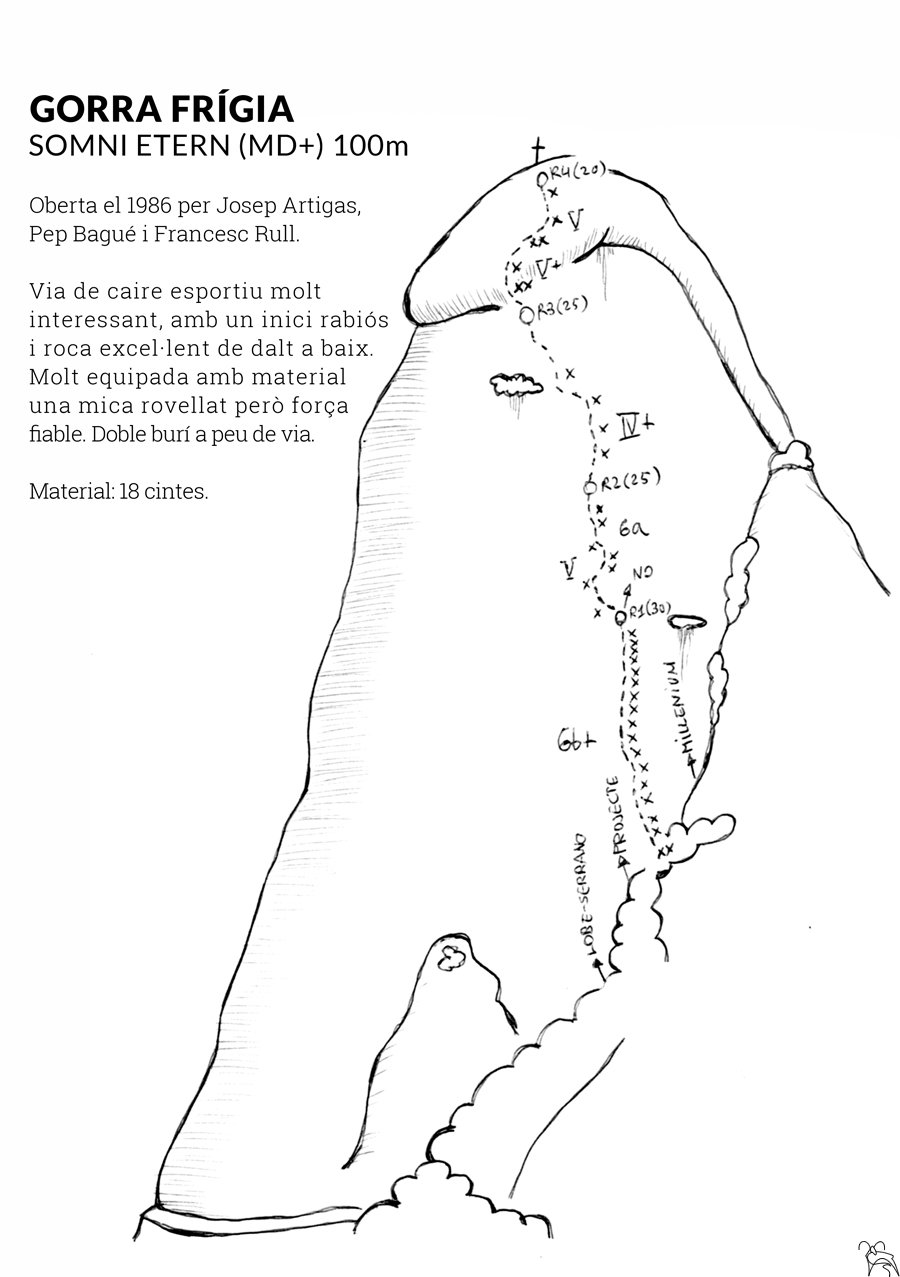 GORRA FRÍGIA
SOMNI ETERN (MD+) 100m
Oberta el 1986 per Josep Artigas,
Pep Bagué i Francesc Rull.
Via de caire esportiu molt
interessant, amb un inici rabiós
i roca excel·lent de dalt a baix.
Molt equipada amb material
una mica rovellat però força
fiable. Doble burí a peu de via.
Material: 18 cintes.
R4(20)
V
V+
R3(25)
IV+
R2(25)
6a
V
NO
R1(30)
MILLENIUM
6b+
PROJECTE
LOBE-SERRANO